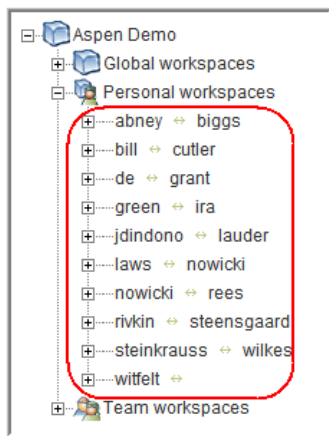 Aspen Demo
Global workspaces
Personal workspaces
abney ↔ biggs
bill ↔ cutler
de ↔ grant
green ↔ ira
jdindono ↔ lauder
laws ↔ nowicki
nowicki ↔ rees
rivkin ↔ steensgaard
steinkrauss ↔ wilkes
witfelt ↔
Team workspaces